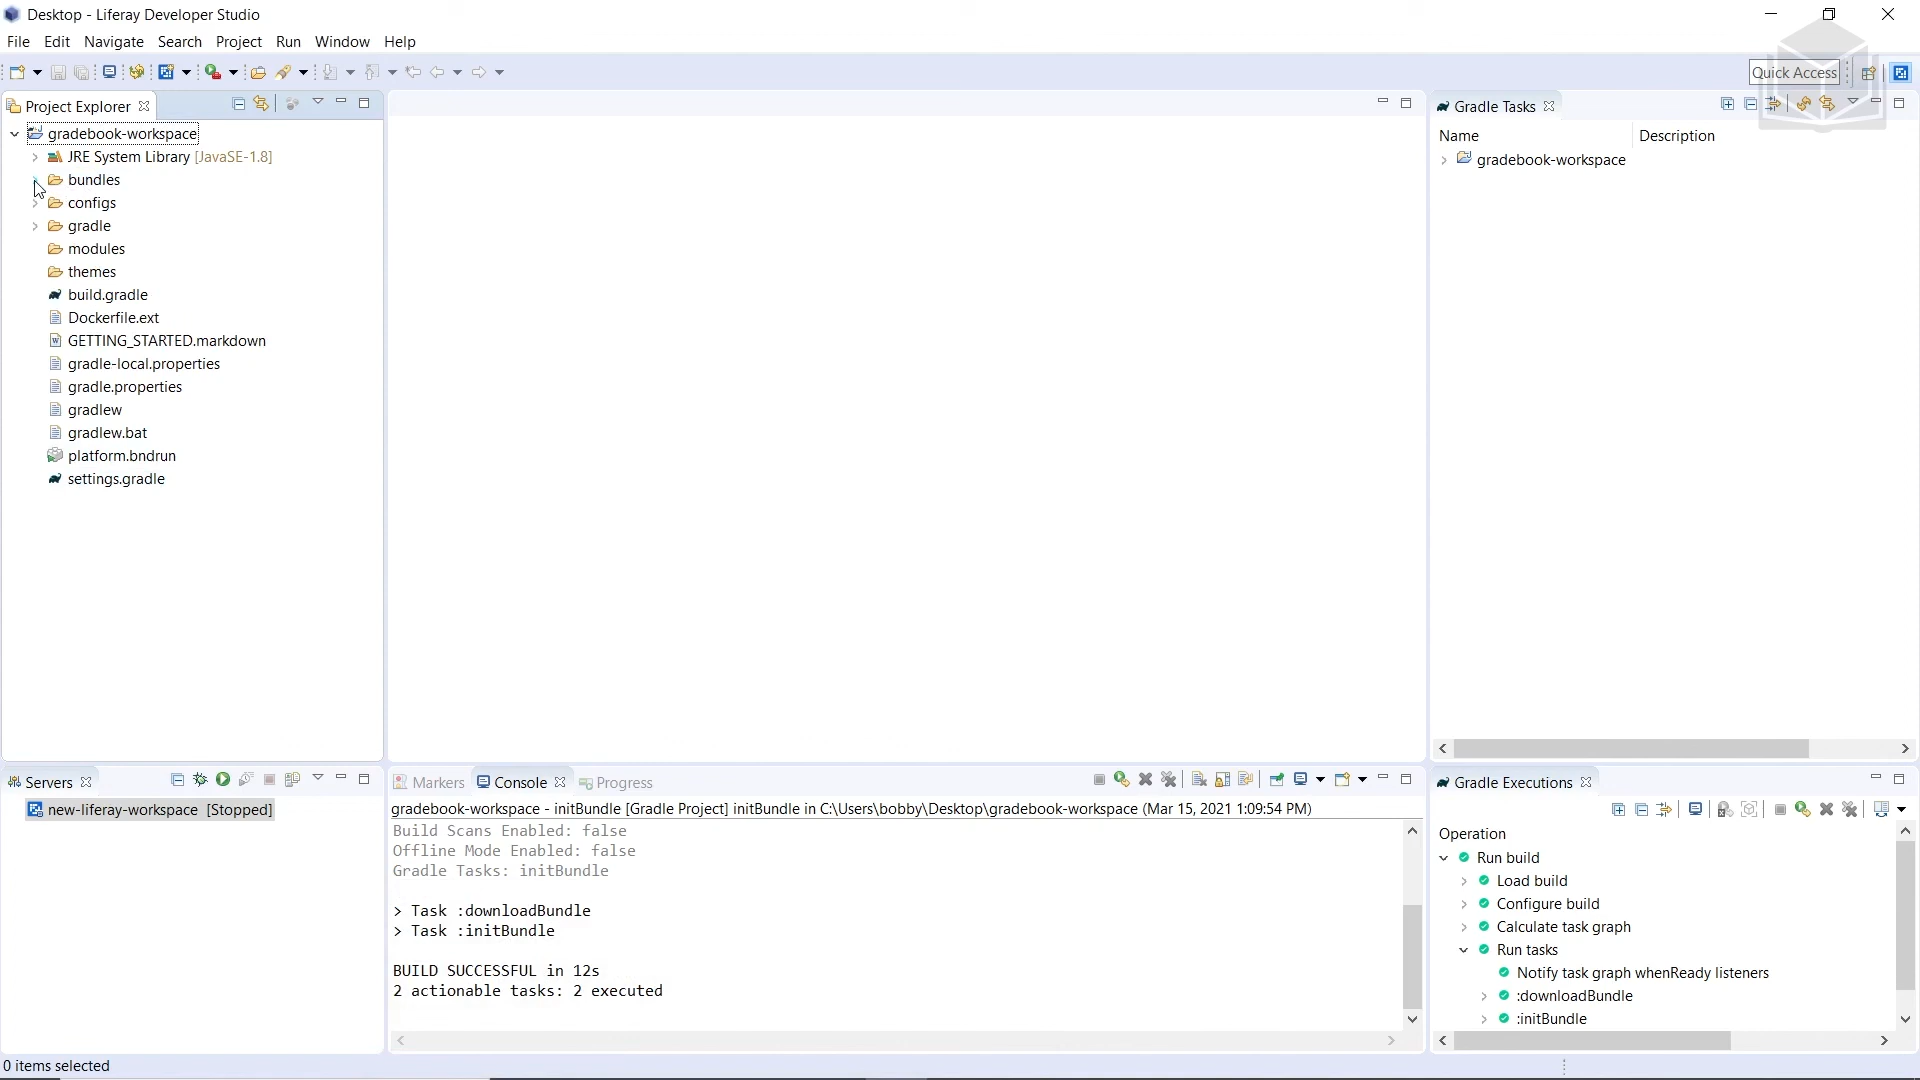 Desktop - Liferay Developer Studio
File Edit Navigate Search Project Run Window Help
Quick Access
Project Explorer
gradebook-workspace
JRE System Library [JavaSE-1.8]
bundles
configs
gradle
modules
themes
build.gradle
Dockerfile.ext
GETTING_STARTED.markdown
gradle-local.properties
gradle.properties
gradlew
gradlew.bat
platform.bndrun
settings.gradle
Gradle Tasks
Name Description
gradebook-workspace
Servers
new-liferay-workspace [Stopped]
Markers Console Progress
gradebook-workspace - initBundle [Gradle Project] initBundle in C:\Users\bobby\Desktop\gradebook-workspace (Mar 15, 2021 1:09:54 PM)
Build Scans Enabled: false
Offline Mode Enabled: false
Gradle Tasks: initBundle
> Task :downloadBundle
> Task :initBundle
BUILD SUCCESSFUL in 12s
2 actionable tasks: 2 executed
Gradle Executions
Operation
Run build
Load build
Configure build
Calculate task graph
Run tasks
Notify task graph whenReady listeners
:downloadBundle
:initBundle
0 items selected